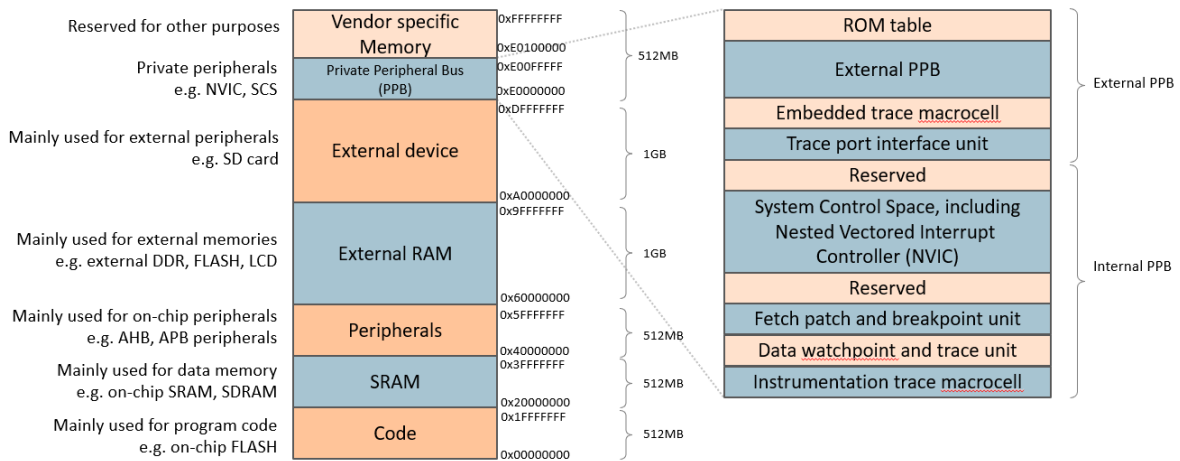 Reserved for other purposes
Vendor specific
Memory
0xFFFFFFFF
0xE0100000
Private peripherals
e.g. NVIC, SCS
Private Peripheral Bus
(PPB)
0xE00FFFFF
0xE0000000
512MB
Mainly used for external peripherals
e.g. SD card
External device
0xDFFFFFFF
0xA0000000
1GB
Mainly used for external memories
e.g. external DDR, FLASH, LCD
External RAM
0x9FFFFFFF
0x60000000
1GB
Mainly used for on-chip peripherals
e.g. AHB, APB peripherals
Peripherals
0x5FFFFFFF
0x40000000
512MB
Mainly used for data memory
e.g. on-chip SRAM, SDRAM
SRAM
0x3FFFFFFF
0x20000000
512MB
Mainly used for program code
e.g. on-chip FLASH
Code
0x1FFFFFFF
0x00000000
512MB
ROM table
External PPB
Embedded trace macrocell
Trace port interface unit
External PPB
Reserved
System Control Space, including
Nested Vectored Interrupt
Controller (NVIC)
Reserved
Fetch patch and breakpoint unit
Data watchpoint and trace unit
Instrumentation trace macrocell
Internal PPB